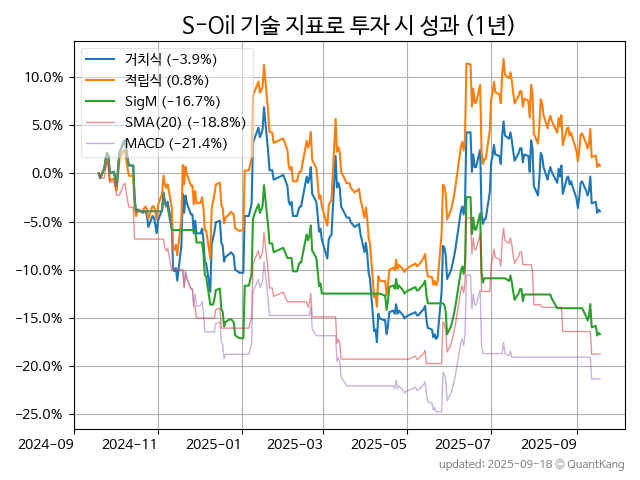 S-Oil 기술 지표로 투자 시 성과 (1년)
거치식 (−3.9%)
적립식 (0.8%)
SigM (−16.7%)
SMA(20) (−18.8%)
MACD (−21.4%)
10.0%
5.0%
0.0%
−5.0%
−10.0%
−15.0%
−20.0%
−25.0%
2024-09 2024-11 2025-01 2025-03 2025-05 2025-07 2025-09
updated: 2025-09-18 ⓒ QuantKang